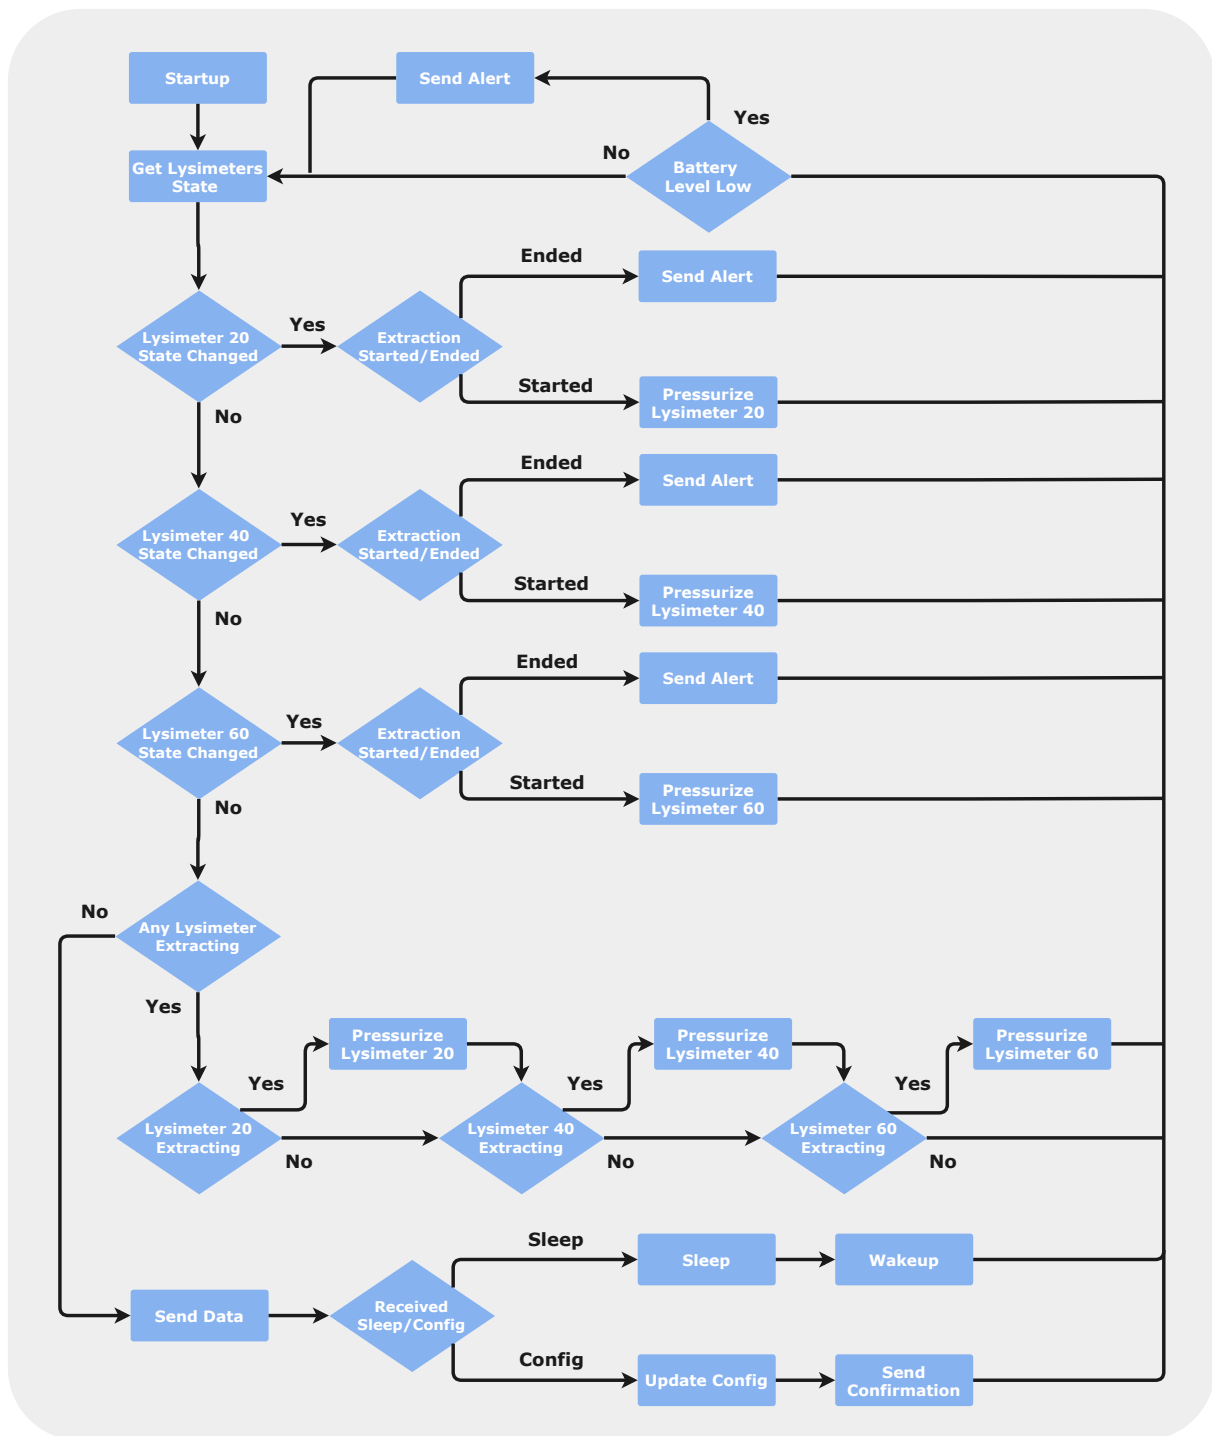 Startup
Send Alert
Yes
No
Battery
Level Low
Get Lysimeters
State
Ended
Send Alert
Lysimeter 20
State Changed
Yes
Extraction
Started/Ended
Started
Pressurize
Lysimeter 20
No
Ended
Send Alert
Lysimeter 40
State Changed
Yes
Extraction
Started/Ended
Started
Pressurize
Lysimeter 40
No
Ended
Send Alert
Lysimeter 60
State Changed
Yes
Extraction
Started/Ended
Started
Pressurize
Lysimeter 60
No
No
Any Lysimeter
Extracting
Yes
Pressurize
Lysimeter 20
Pressurize
Lysimeter 40
Pressurize
Lysimeter 60
Yes
Yes
Yes
Lysimeter 20
Extracting
No
Lysimeter 40
Extracting
No
Lysimeter 60
Extracting
No
Sleep
Sleep
Wakeup
Send Data
Received
Sleep/Config
Config
Update Config
Send
Confirmation